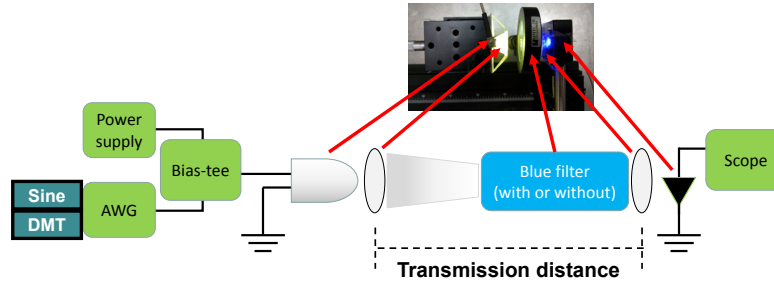 Power
supply
Bias-tee
Sine
DMT
AWG
Blue filter
(with or without)
Scope
Transmission distance